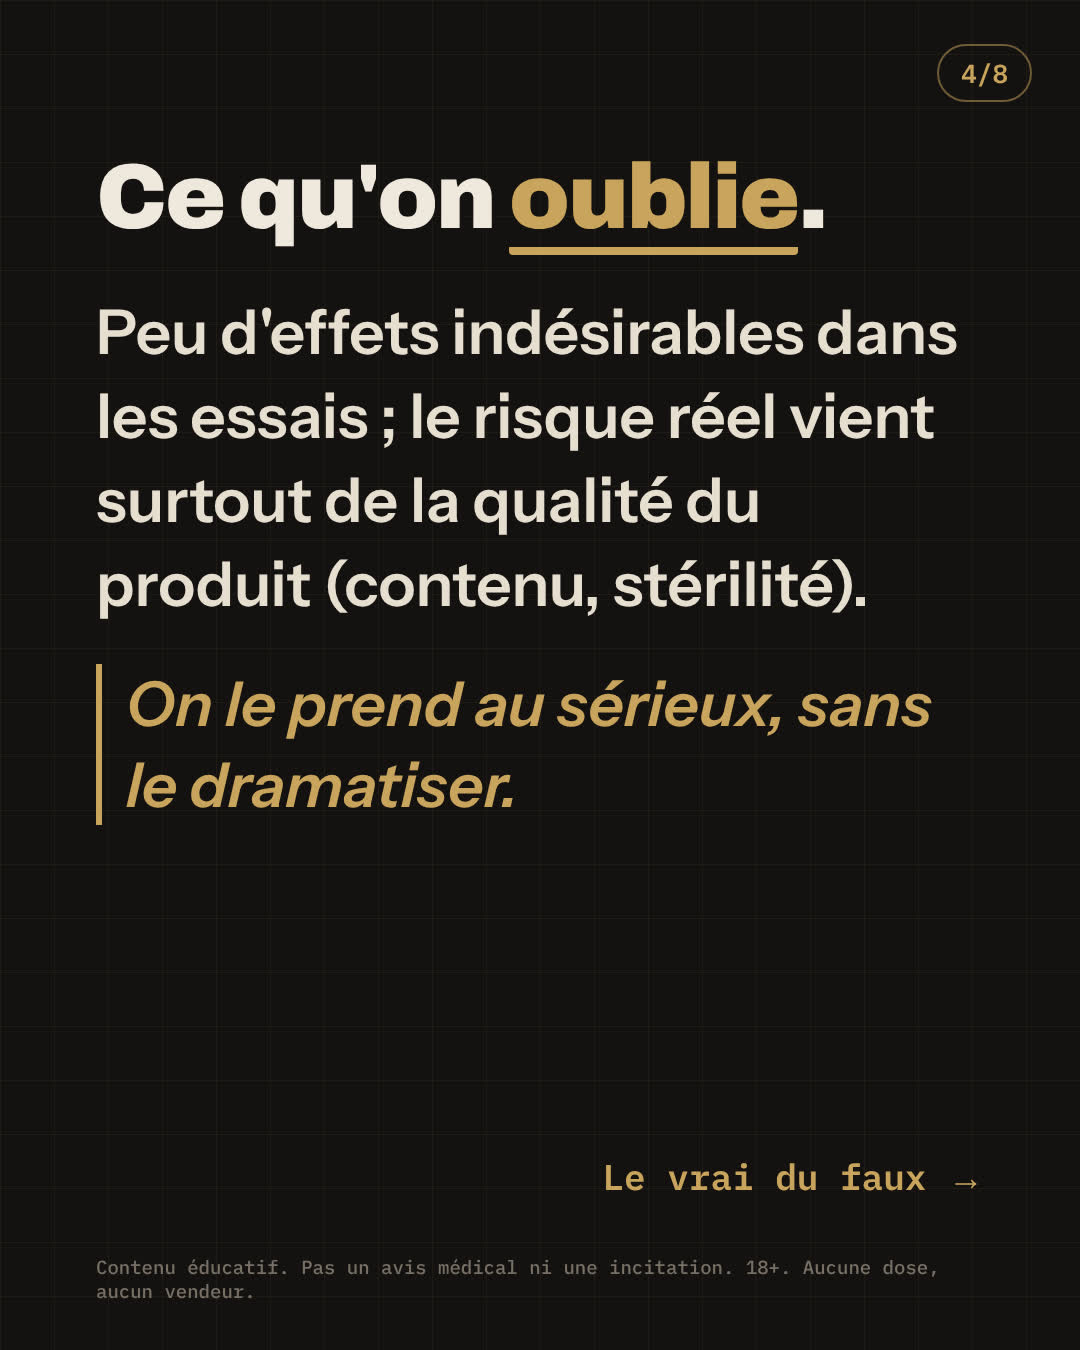 4/8
Ce qu'on oublie.
Peu d'effets indésirables dans
les essais ; le risque réel vient
surtout de la qualité du
produit (contenu, stérilité).
On le prend au sérieux, sans
le dramatiser.
Le vrai du faux →
Contenu éducatif. Pas un avis médical ni une incitation. 18+. Aucune dose,
aucun vendeur.